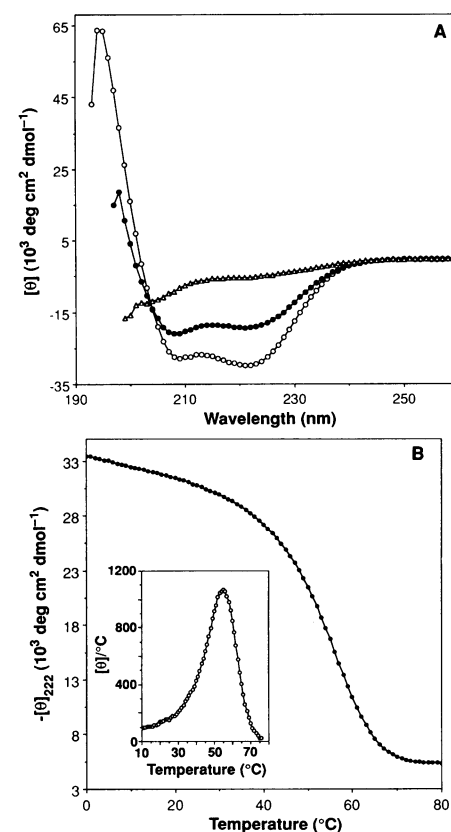 A
65
45
25
5
-15
-35
[θ] (10³ deg cm² dmol⁻¹)
190 210 230 250
Wavelength (nm)
B
33
28
23
18
13
8
3
-[θ]₂₂₂ (10³ deg cm² dmol⁻¹)
1200
800
400
0
[θ]/°C
10 30 50 70
Temperature (°C)
0 20 40 60 80
Temperature (°C)